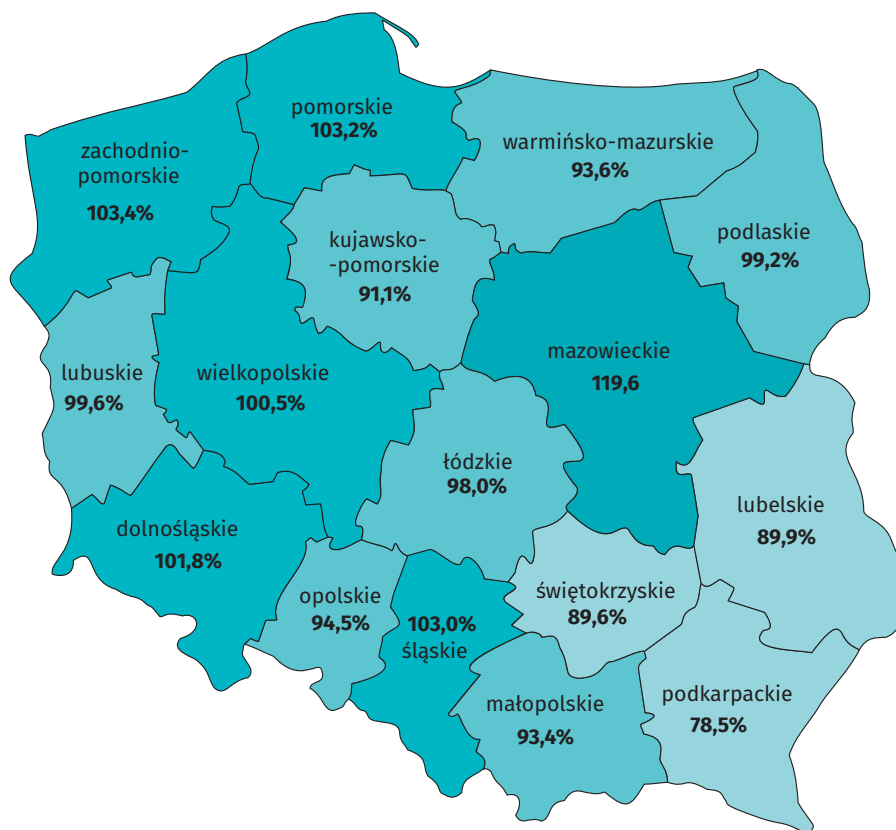 pomorskie
103,2%
zachodnio-
pomorskie
103,4%
warmińsko-mazurskie
93,6%
kujawsko-
-pomorskie
91,1%
podlaskie
99,2%
lubuskie
99,6%
wielkopolskie
100,5%
mazowieckie
119,6
łódzkie
98,0%
dolnośląskie
101,8%
lubelskie
89,9%
opolskie
94,5%
103,0%
śląskie
świętokrzyskie
89,6%
małopolskie
93,4%
podkarpackie
78,5%